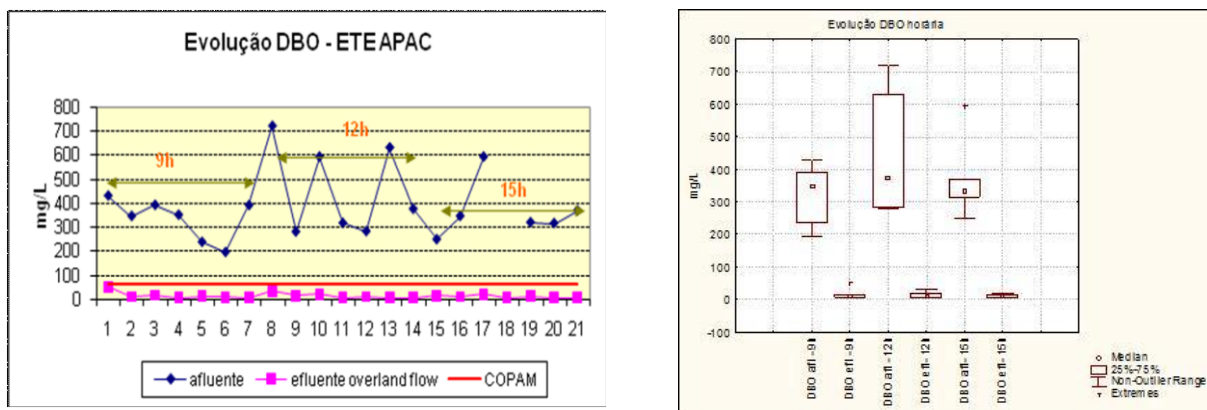 Evolução DBO - ETE APAC
mg/L
800
700
600
500
400
300
200
100
0
9h
12h
15h
1 2 3 4 5 6 7 8 9 10 11 12 13 14 15 16 17 18 19 20 21
afluente efluente overland flow COPAM
Evolução DBO horária
mg/L
800
700
600
500
400
300
200
100
0
-100
DBO afl -9h
DBO efl -9h
DBO afl -12h
DBO efl -12h
DBO afl -15h
DBO efl -15h
Median
25%-75%
Non-Outlier Range
Extremes